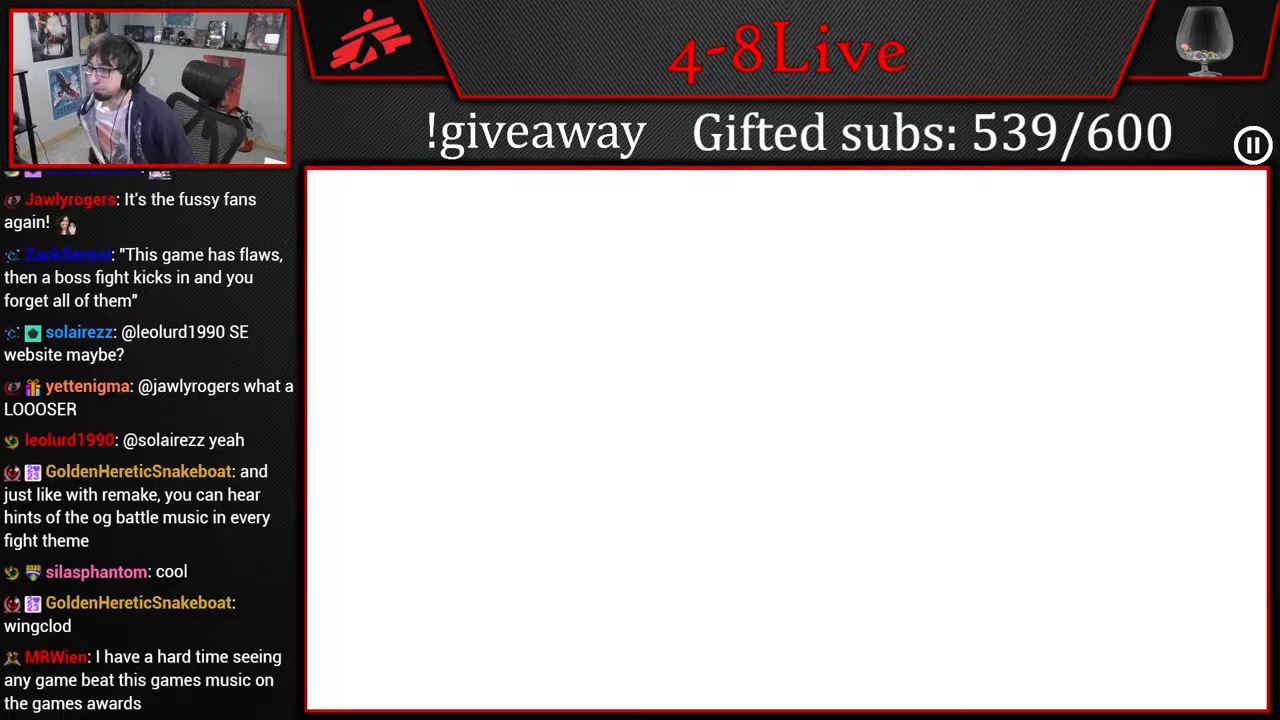 4-8Live
!giveaway
Gifted subs: 539/600
Jawlyrogers: It's the fussy fans
again!
ZackSensei: "This game has flaws,
then a boss fight kicks in and you
forget all of them"
solairezz: @leolurd1990 SE
website maybe?
yettenigma: @jawlyrogers what a
LOOOSER
leolurd1990: @solairezz yeah
GoldenHereticSnakeboat: and
just like with remake, you can hear
hints of the og battle music in every
fight theme
silasphantom: cool
GoldenHereticSnakeboat:
wingclod
MRWien: I have a hard time seeing
any game beat this games music on
the games awards